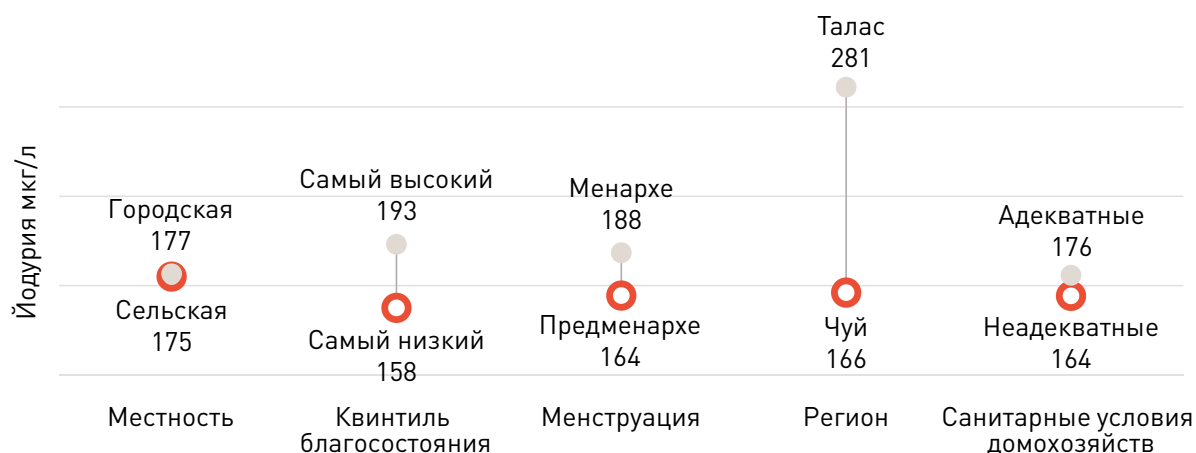 Йодурия мкг/л
Городская
177
Сельская
175
Местность
Самый высокий
193
Самый низкий
158
Квинтиль
благосостояния
Менархе
188
Предменархе
164
Менструация
Талас
281
Чуй
166
Регион
Адекватные
176
Неадекватные
164
Санитарные условия
домохозяйств